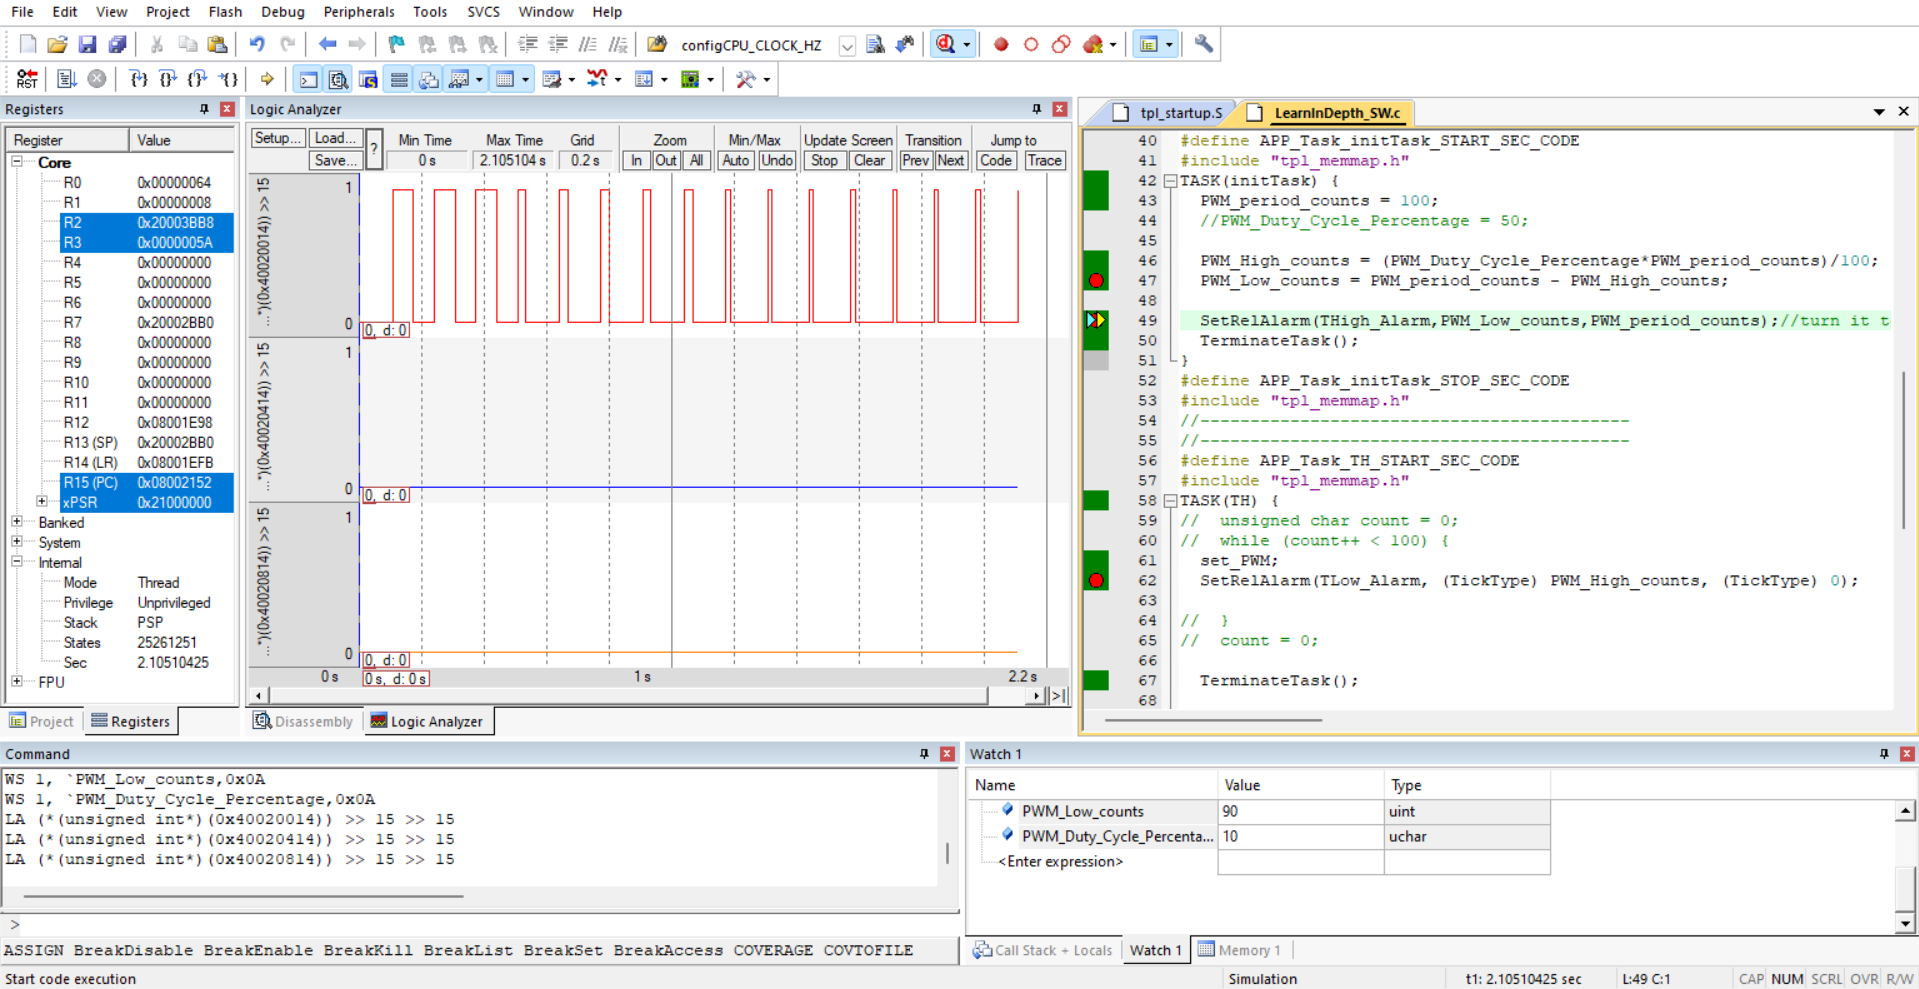 File Edit View Project Flash Debug Peripherals Tools SVCS Window Help
configCPU_CLOCK_HZ
RST
Registers
Register Value
Core
R0 0x00000064
R1 0x00000008
R2 0x20003BB8
R3 0x0000005A
R4 0x00000000
R5 0x00000000
R6 0x00000000
R7 0x20002BB0
R8 0x00000000
R9 0x00000000
R10 0x00000000
R11 0x00000000
R12 0x08001E98
R13 (SP) 0x20002BB0
R14 (LR) 0x08001EFB
R15 (PC) 0x08002152
xPSR 0x21000000
Banked
System
Internal
Mode Thread
Privilege Unprivileged
Stack PSP
States 25261251
Sec 2.10510425
FPU
Project Registers
Logic Analyzer
Setup... Load... Min Time Max Time Grid Zoom Min/Max Update Screen Transition Jump to
Save... ? 0 s 2.105104 s 0.2 s In Out All Auto Undo Stop Clear Prev Next Code Trace
...*)(0x40020014)) >> 15
1
0
0, d: 0
...*)(0x40020414)) >> 15
1
0
0, d: 0
...*)(0x40020814)) >> 15
1
0
0, d: 0
0 s 0 s, d: 0 s 1 s 2.2 s
Disassembly Logic Analyzer
tpl_startup.S LearnInDepth_SW.c
40 #define APP_Task_initTask_START_SEC_CODE
41 #include "tpl_memmap.h"
42 TASK(initTask) {
43 PWM_period_counts = 100;
44 //PWM_Duty_Cycle_Percentage = 50;
45
46 PWM_High_counts = (PWM_Duty_Cycle_Percentage*PWM_period_counts)/100;
47 PWM_Low_counts = PWM_period_counts - PWM_High_counts;
48
49 SetRelAlarm(THigh_Alarm,PWM_Low_counts,PWM_period_counts);//turn it t
50 TerminateTask();
51 }
52 #define APP_Task_initTask_STOP_SEC_CODE
53 #include "tpl_memmap.h"
54 //-------------------------------------------
55 //-------------------------------------------
56 #define APP_Task_TH_START_SEC_CODE
57 #include "tpl_memmap.h"
58 TASK(TH) {
59 // unsigned char count = 0;
60 // while (count++ < 100) {
61 set_PWM;
62 SetRelAlarm(TLow_Alarm, (TickType) PWM_High_counts, (TickType) 0);
63
64 // }
65 // count = 0;
66
67 TerminateTask();
68
Command
WS 1, `PWM_Low_counts,0x0A
WS 1, `PWM_Duty_Cycle_Percentage,0x0A
LA (*(unsigned int*)(0x40020014)) >> 15 >> 15
LA (*(unsigned int*)(0x40020414)) >> 15 >> 15
LA (*(unsigned int*)(0x40020814)) >> 15 >> 15
>
ASSIGN BreakDisable BreakEnable BreakKill BreakList BreakSet BreakAccess COVERAGE COVTOFILE
Watch 1
Name Value Type
PWM_Low_counts 90 uint
PWM_Duty_Cycle_Percenta... 10 uchar
<Enter expression>
Call Stack + Locals Watch 1 Memory 1
Start code execution Simulation t1: 2.10510425 sec L:49 C:1 CAP NUM SCRL OVR R/W